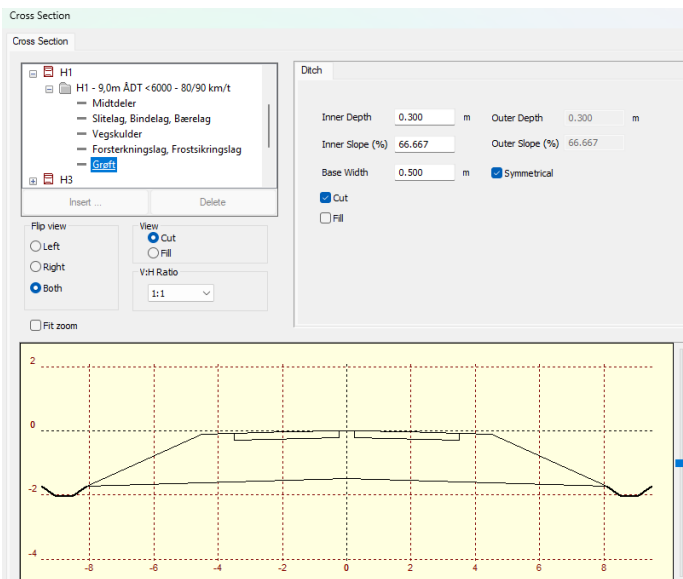 Cross Section
Cross Section
H1
H1 - 9,0m ÅDT <6000 - 80/90 km/t
Midtdeler
Slitelag, Bindelag, Bærelag
Vegskulder
Forsterkningslag, Frostsikringslag
Grøft
H3
Insert ... Delete
Flip view
Left
Right
Both
View
Cut
Fill
V:H Ratio
1:1
Fit zoom
Ditch
Inner Depth 0.300 m Outer Depth 0.300 m
Inner Slope (%) 66.667 Outer Slope (%) 66.667
Base Width 0.500 m Symmetrical
Cut
Fill
2
0
-2
-4
-8 -6 -4 -2 0 2 4 6 8